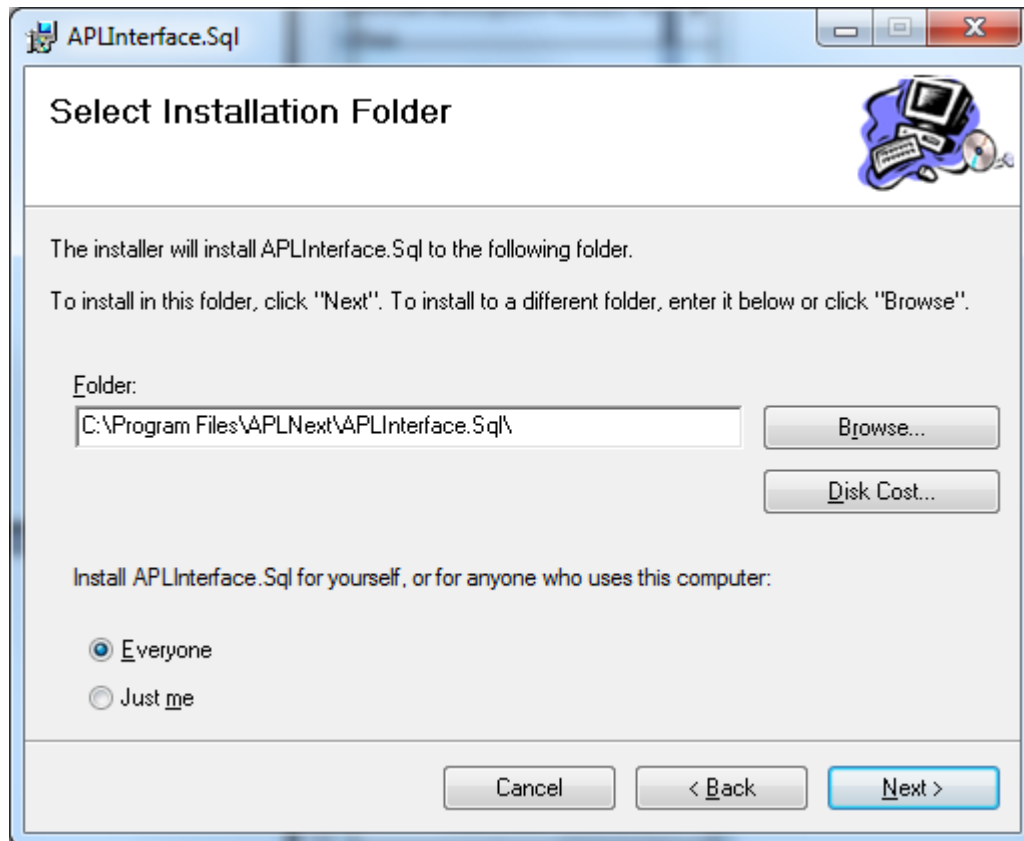 APLInterface.Sql
Select Installation Folder
The installer will install APLInterface.Sql to the following folder.
To install in this folder, click "Next". To install to a different folder, enter it below or click "Browse".
Folder:
C:\Program Files\APLNext\APLInterface.Sql\
Browse...
Disk Cost...
Install APLInterface.Sql for yourself, or for anyone who uses this computer:
Everyone
Just me
Cancel
< Back
Next >